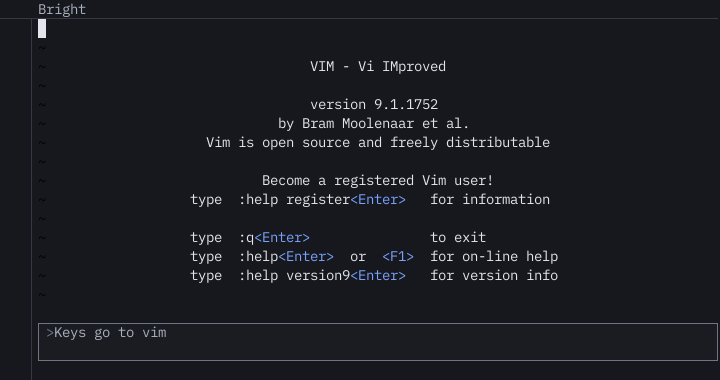 Bright
~
~
VIM - Vi IMproved
~
~
version 9.1.1752
~
by Bram Moolenaar et al.
~
Vim is open source and freely distributable
~
~
Become a registered Vim user!
~
type :help register<Enter> for information
~
~
type :q<Enter> to exit
~
type :help<Enter> or <F1> for on-line help
~
type :help version9<Enter> for version info
~
>Keys go to vim